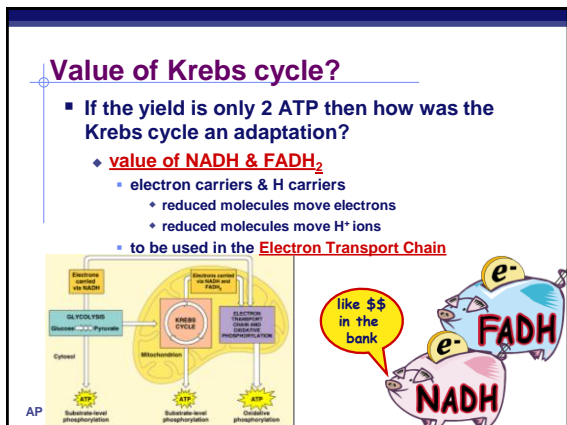 Value of Krebs cycle?
If the yield is only 2 ATP then how was the
Krebs cycle an adaptation?
value of NADH & FADH₂
electron carriers & H carriers
reduced molecules move electrons
reduced molecules move H⁺ ions
to be used in the Electron Transport Chain
Electrons
carried
via NADH
Electrons carried
via NADH and
FADH₂
GLYCOLYSIS
Glucose
Pyruvate
KREBS
CYCLE
ELECTRON
TRANSPORT
CHAIN AND
OXIDATIVE
PHOSPHORYLATION
Cytosol
Mitochondrion
ATP
ATP
ATP
Substrate-level
phosphorylation
Substrate-level
phosphorylation
Oxidative
phosphorylation
like $$
in the
bank
e-
FADH
e-
NADH
AP